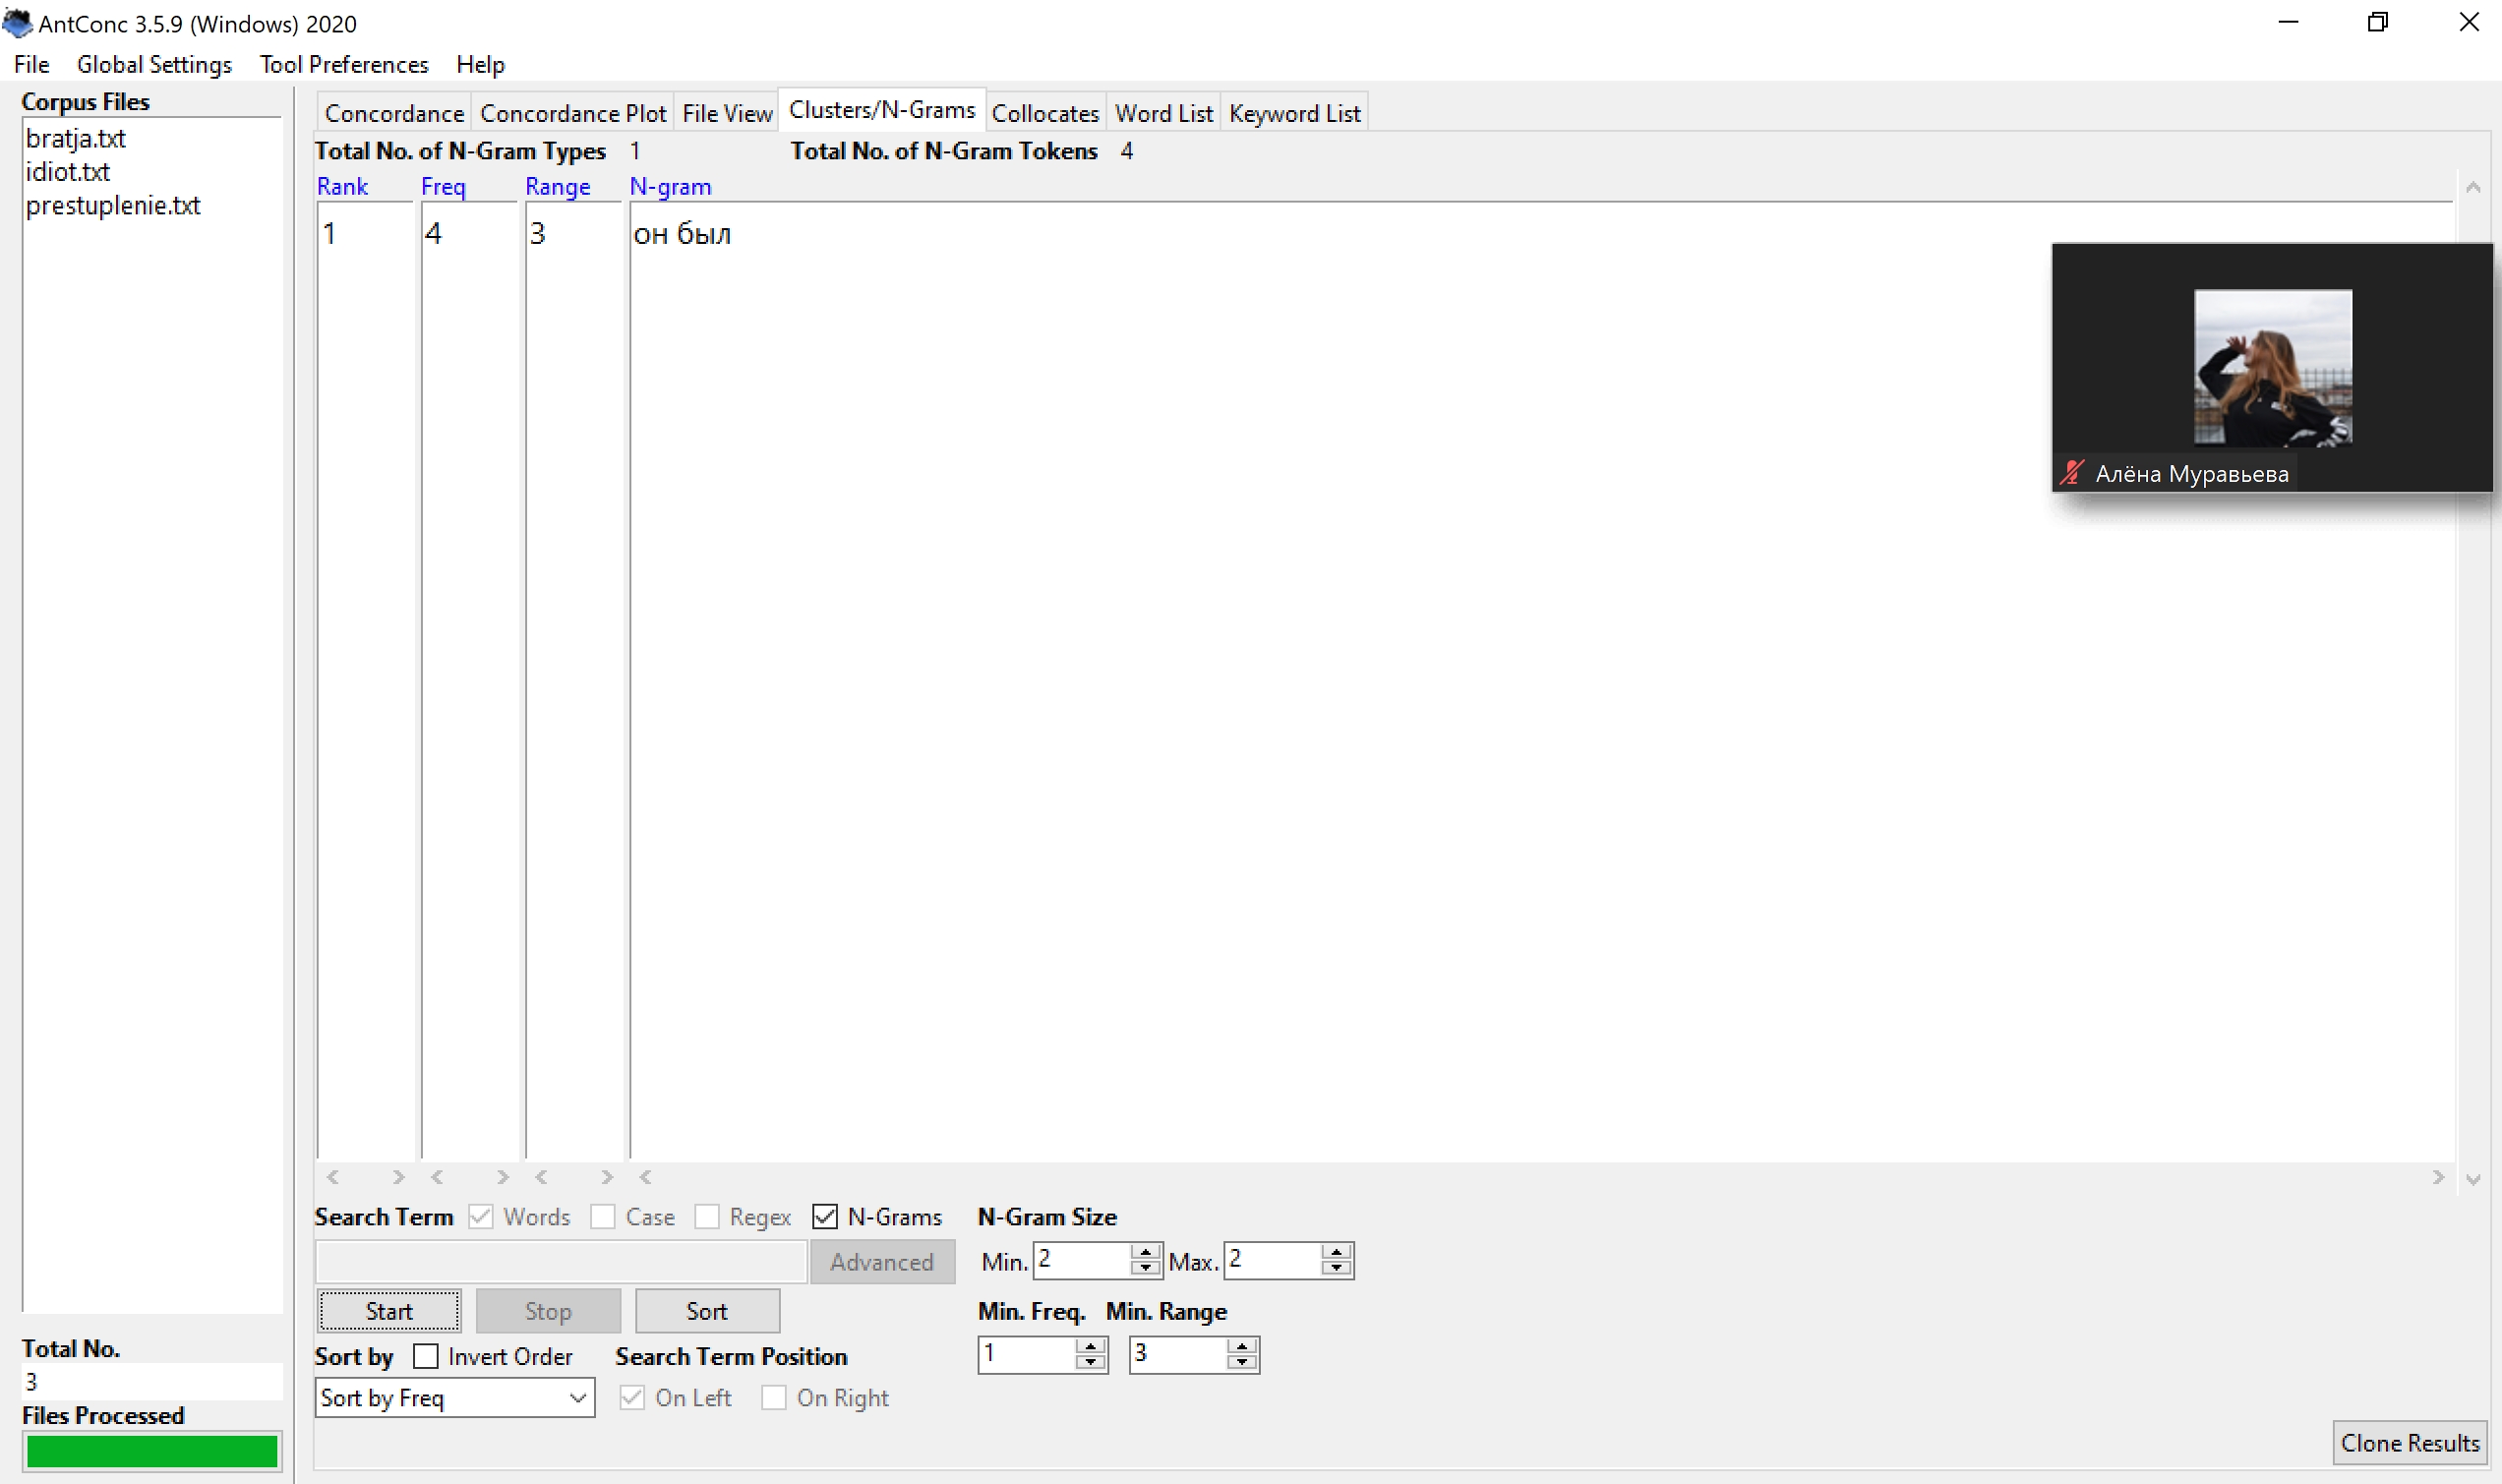 AntConc 3.5.9 (Windows) 2020
File Global Settings Tool Preferences Help
Corpus Files
bratja.txt
idiot.txt
prestuplenie.txt
Concordance Concordance Plot File View Clusters/N-Grams Collocates Word List Keyword List
Total No. of N-Gram Types 1 Total No. of N-Gram Tokens 4
Rank Freq Range N-gram
1 4 3 он был
Алёна Муравьева
Search Term Words Case Regex N-Grams N-Gram Size
Advanced Min. 2 Max. 2
Start Stop Sort Min. Freq. Min. Range
1 3
Sort by Invert Order Search Term Position
Sort by Freq On Left On Right
Total No.
3
Files Processed
Clone Results